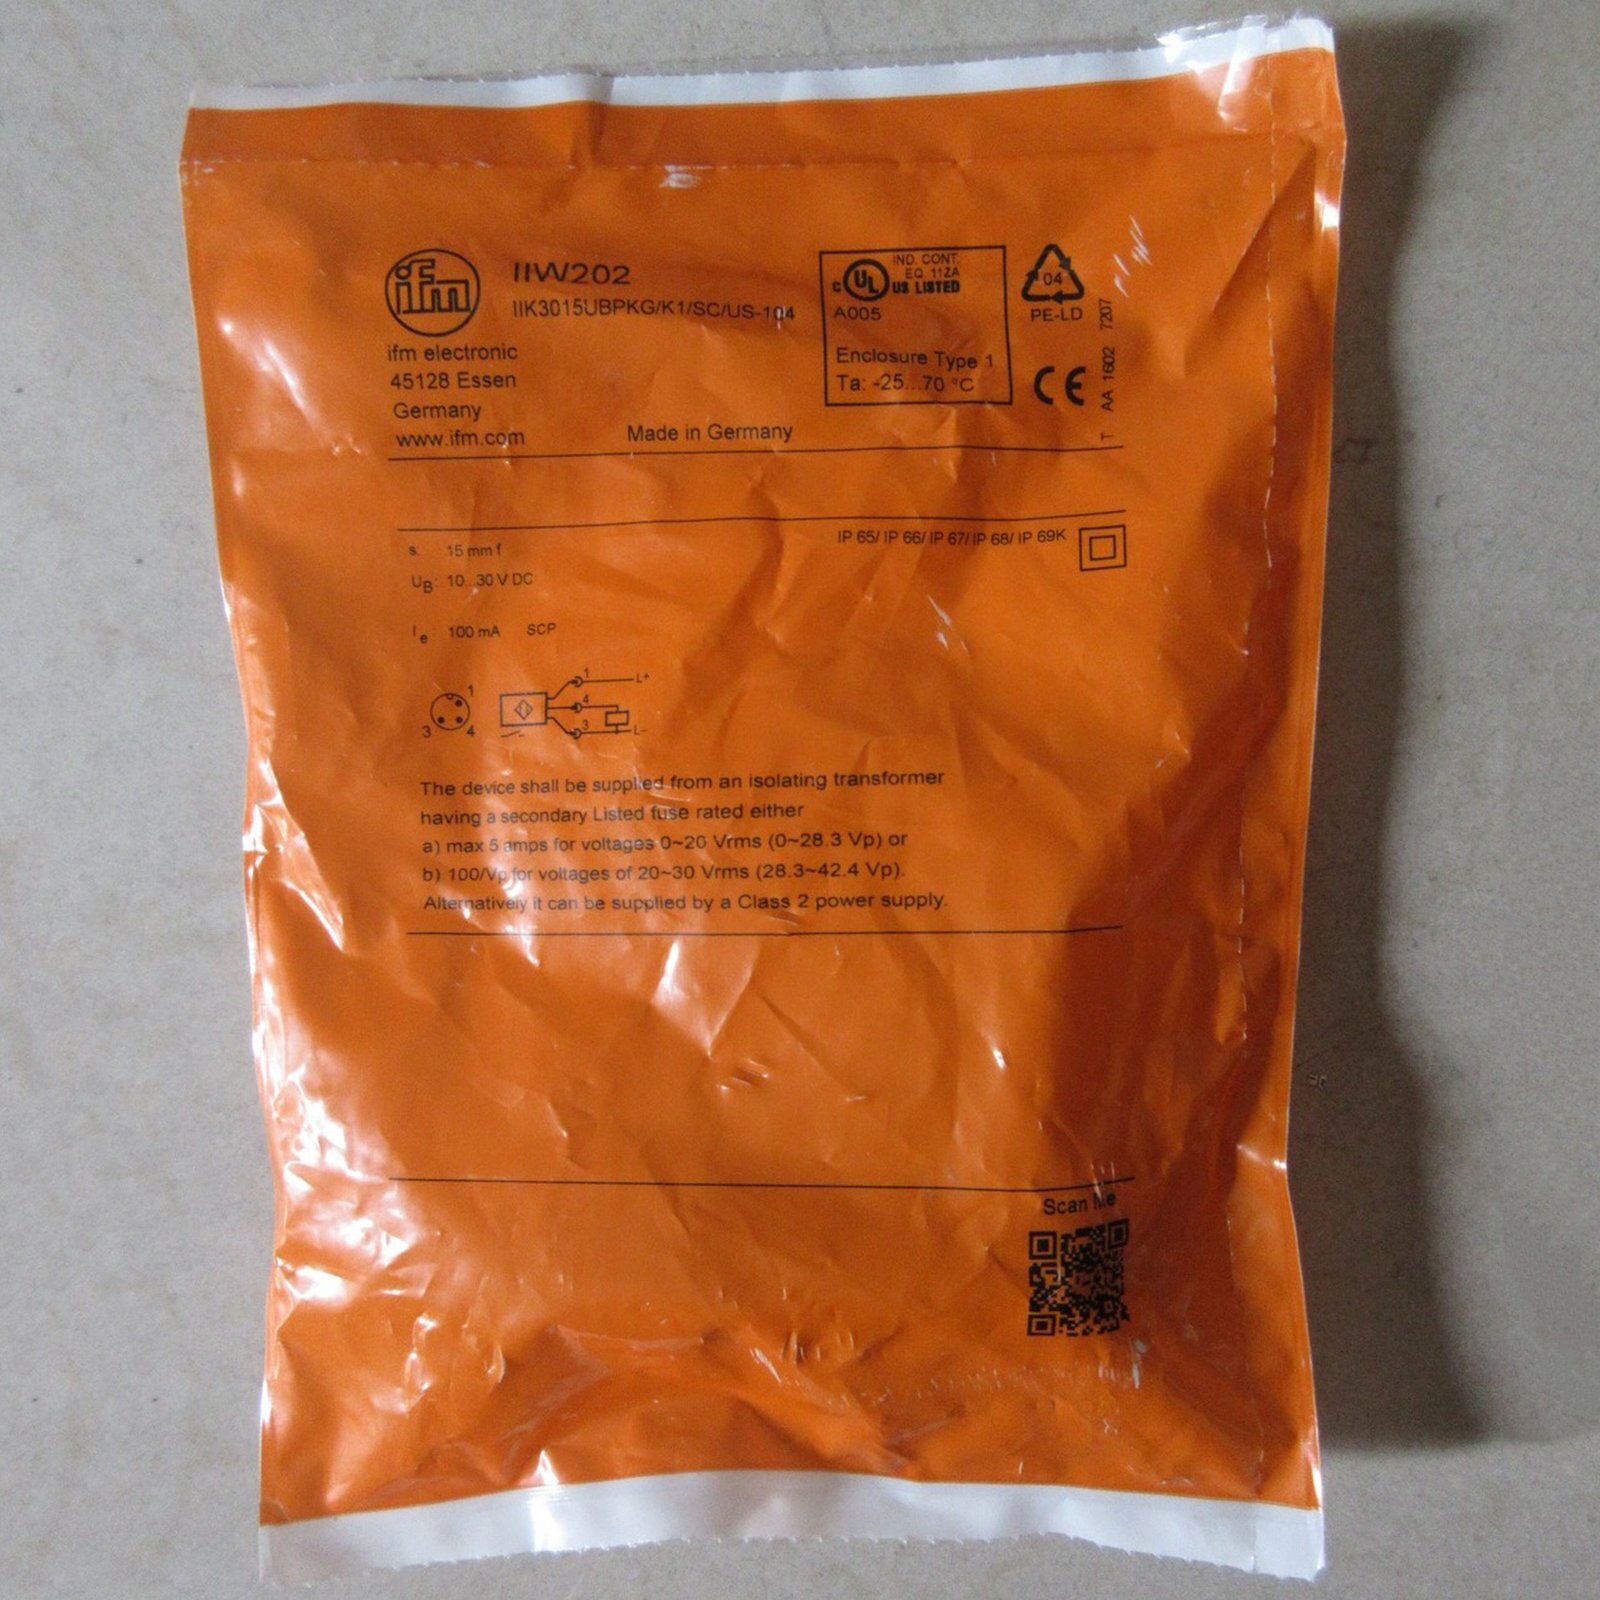 ifm
IIW202
IIK3015UBPKG/K1/SC/US-104
ifm electronic
45128 Essen
Germany
www.ifm.com
Made in Germany
IND. CONT.
EQ. 11ZA
c UL US LISTED
A005
Enclosure Type 1
Ta: -25...70 °C
04
PE-LD
CE
T AA 1602 7207
s: 15 mm f
UB: 10...30 V DC
Ie: 100 mA SCP
IP 65/ IP 66/ IP 67/ IP 68/ IP 69K
1
3 4
1 L+
4
3 L-
The device shall be supplied from an isolating transformer
having a secondary Listed fuse rated either
a) max 5 amps for voltages 0~20 Vrms (0~28.3 Vp) or
b) 100/Vp for voltages of 20~30 Vrms (28.3~42.4 Vp).
Alternatively it can be supplied by a Class 2 power supply.
Scan Me